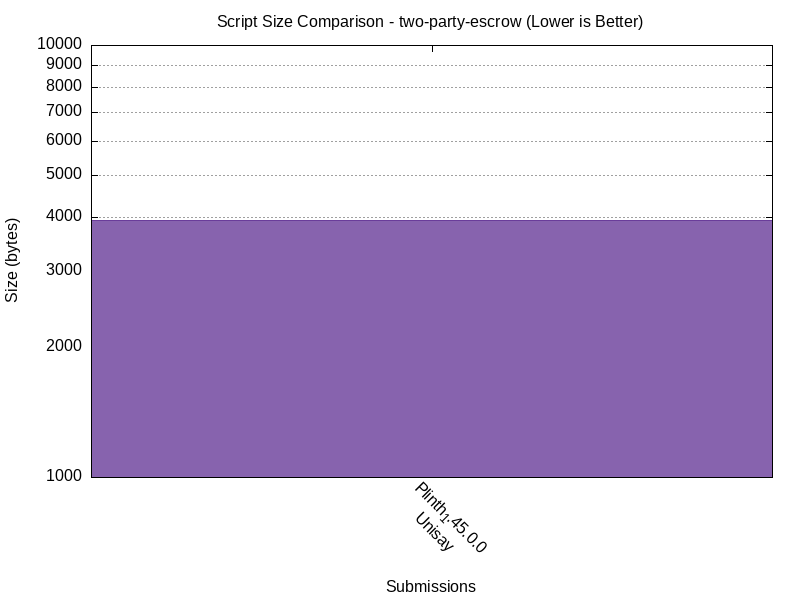 Script Size Comparison - two-party-escrow (Lower is Better)
10000
9000
8000
7000
6000
5000
4000
3000
2000
1000
Size (bytes)
Plinth₁.45.0.0
Unisay
Submissions